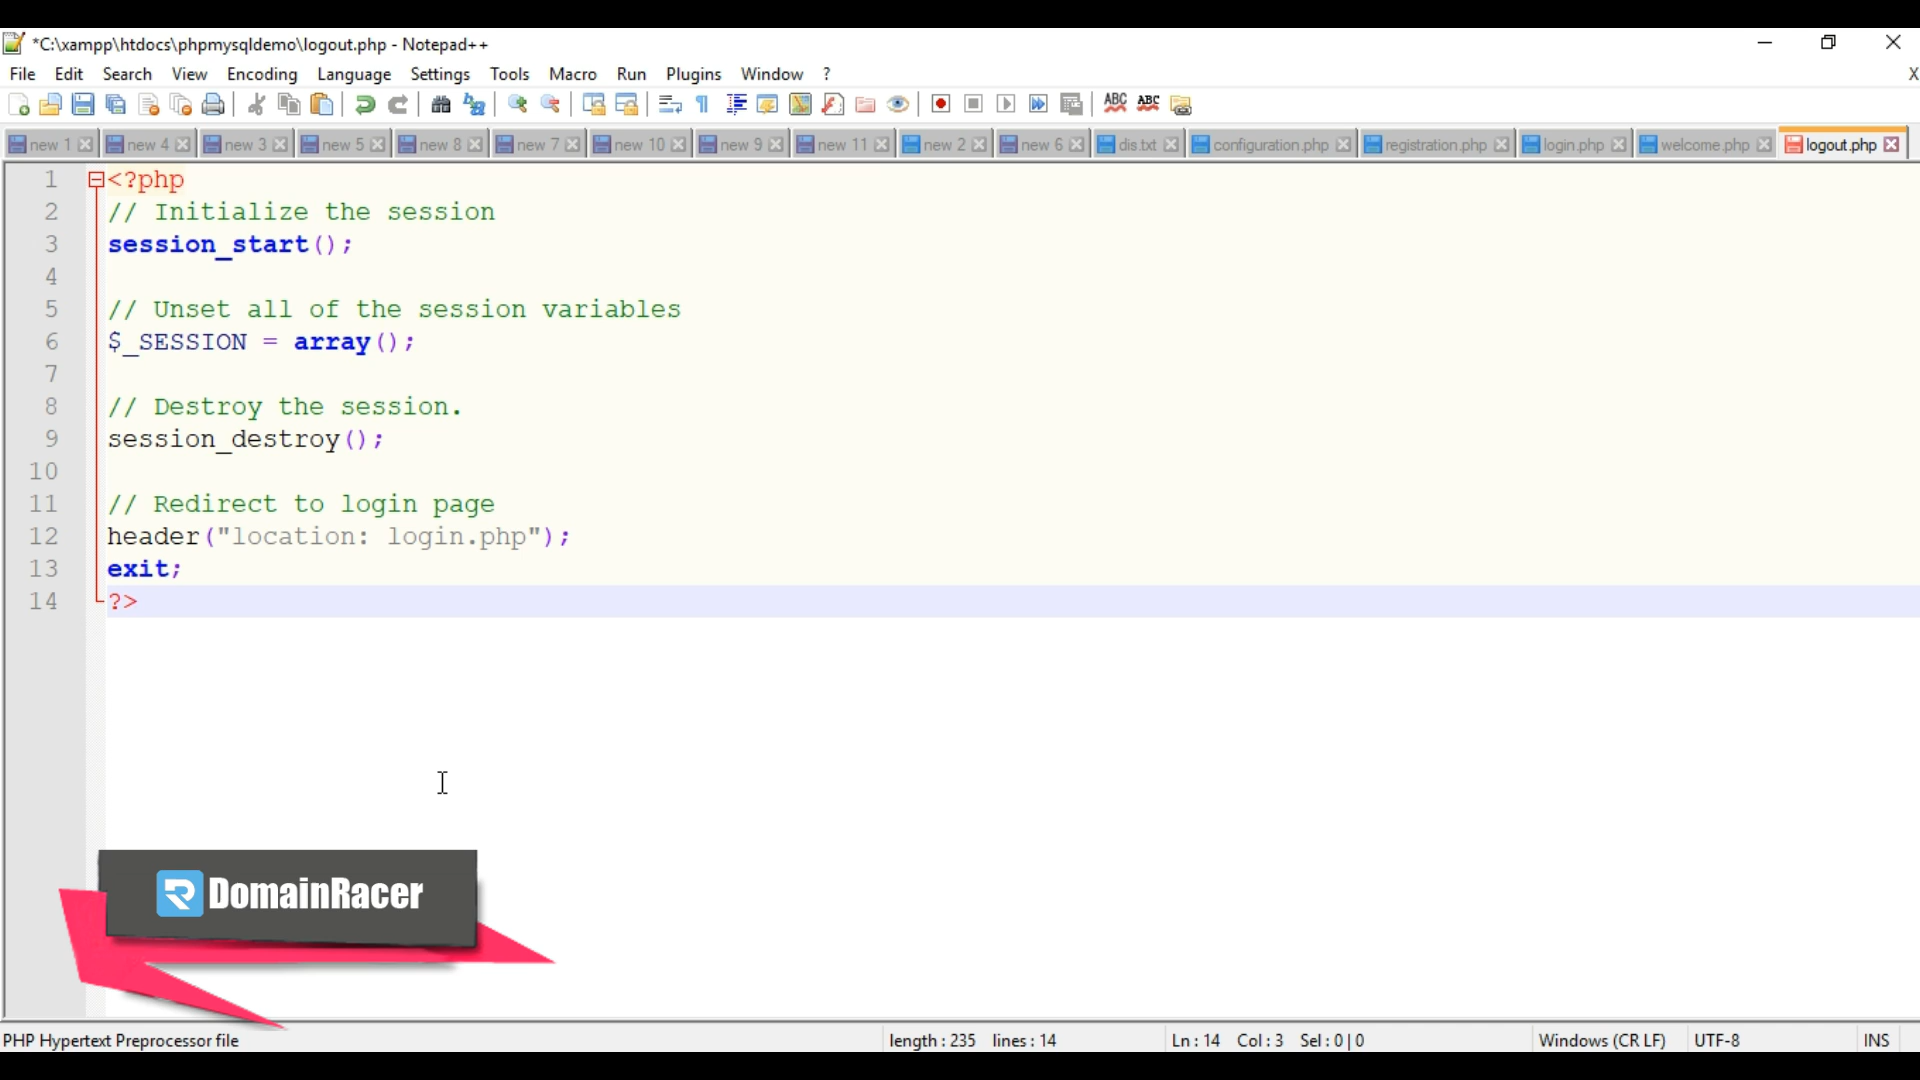 *C:\xampp\htdocs\phpmysqldemo\logout.php - Notepad++
File Edit Search View Encoding Language Settings Tools Macro Run Plugins Window ? X
ABC ABC
new 1 new 4 new 3 new 5 new 8 new 7 new 10 new 9 new 11 new 2 new 6 dis.txt configuration.php registration.php login.php welcome.php logout.php
1 <?php
2 // Initialize the session
3 session_start();
4
5 // Unset all of the session variables
6 $_SESSION = array();
7
8 // Destroy the session.
9 session_destroy();
10
11 // Redirect to login page
12 header("location: login.php");
13 exit;
14 ?>
DomainRacer
PHP Hypertext Preprocessor file length : 235 lines : 14 Ln : 14 Col : 3 Sel : 0 | 0 Windows (CR LF) UTF-8 INS